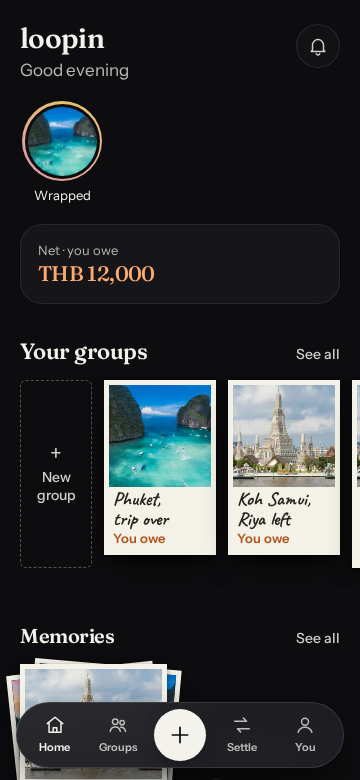 loopin
Good evening
Wrapped
Net · you owe
THB 12,000
Your groups
See all
+
New
group
Phuket,
trip over
You owe
Koh Samui,
Riya left
You owe
Memories
See all
Home
Groups
+
Settle
You